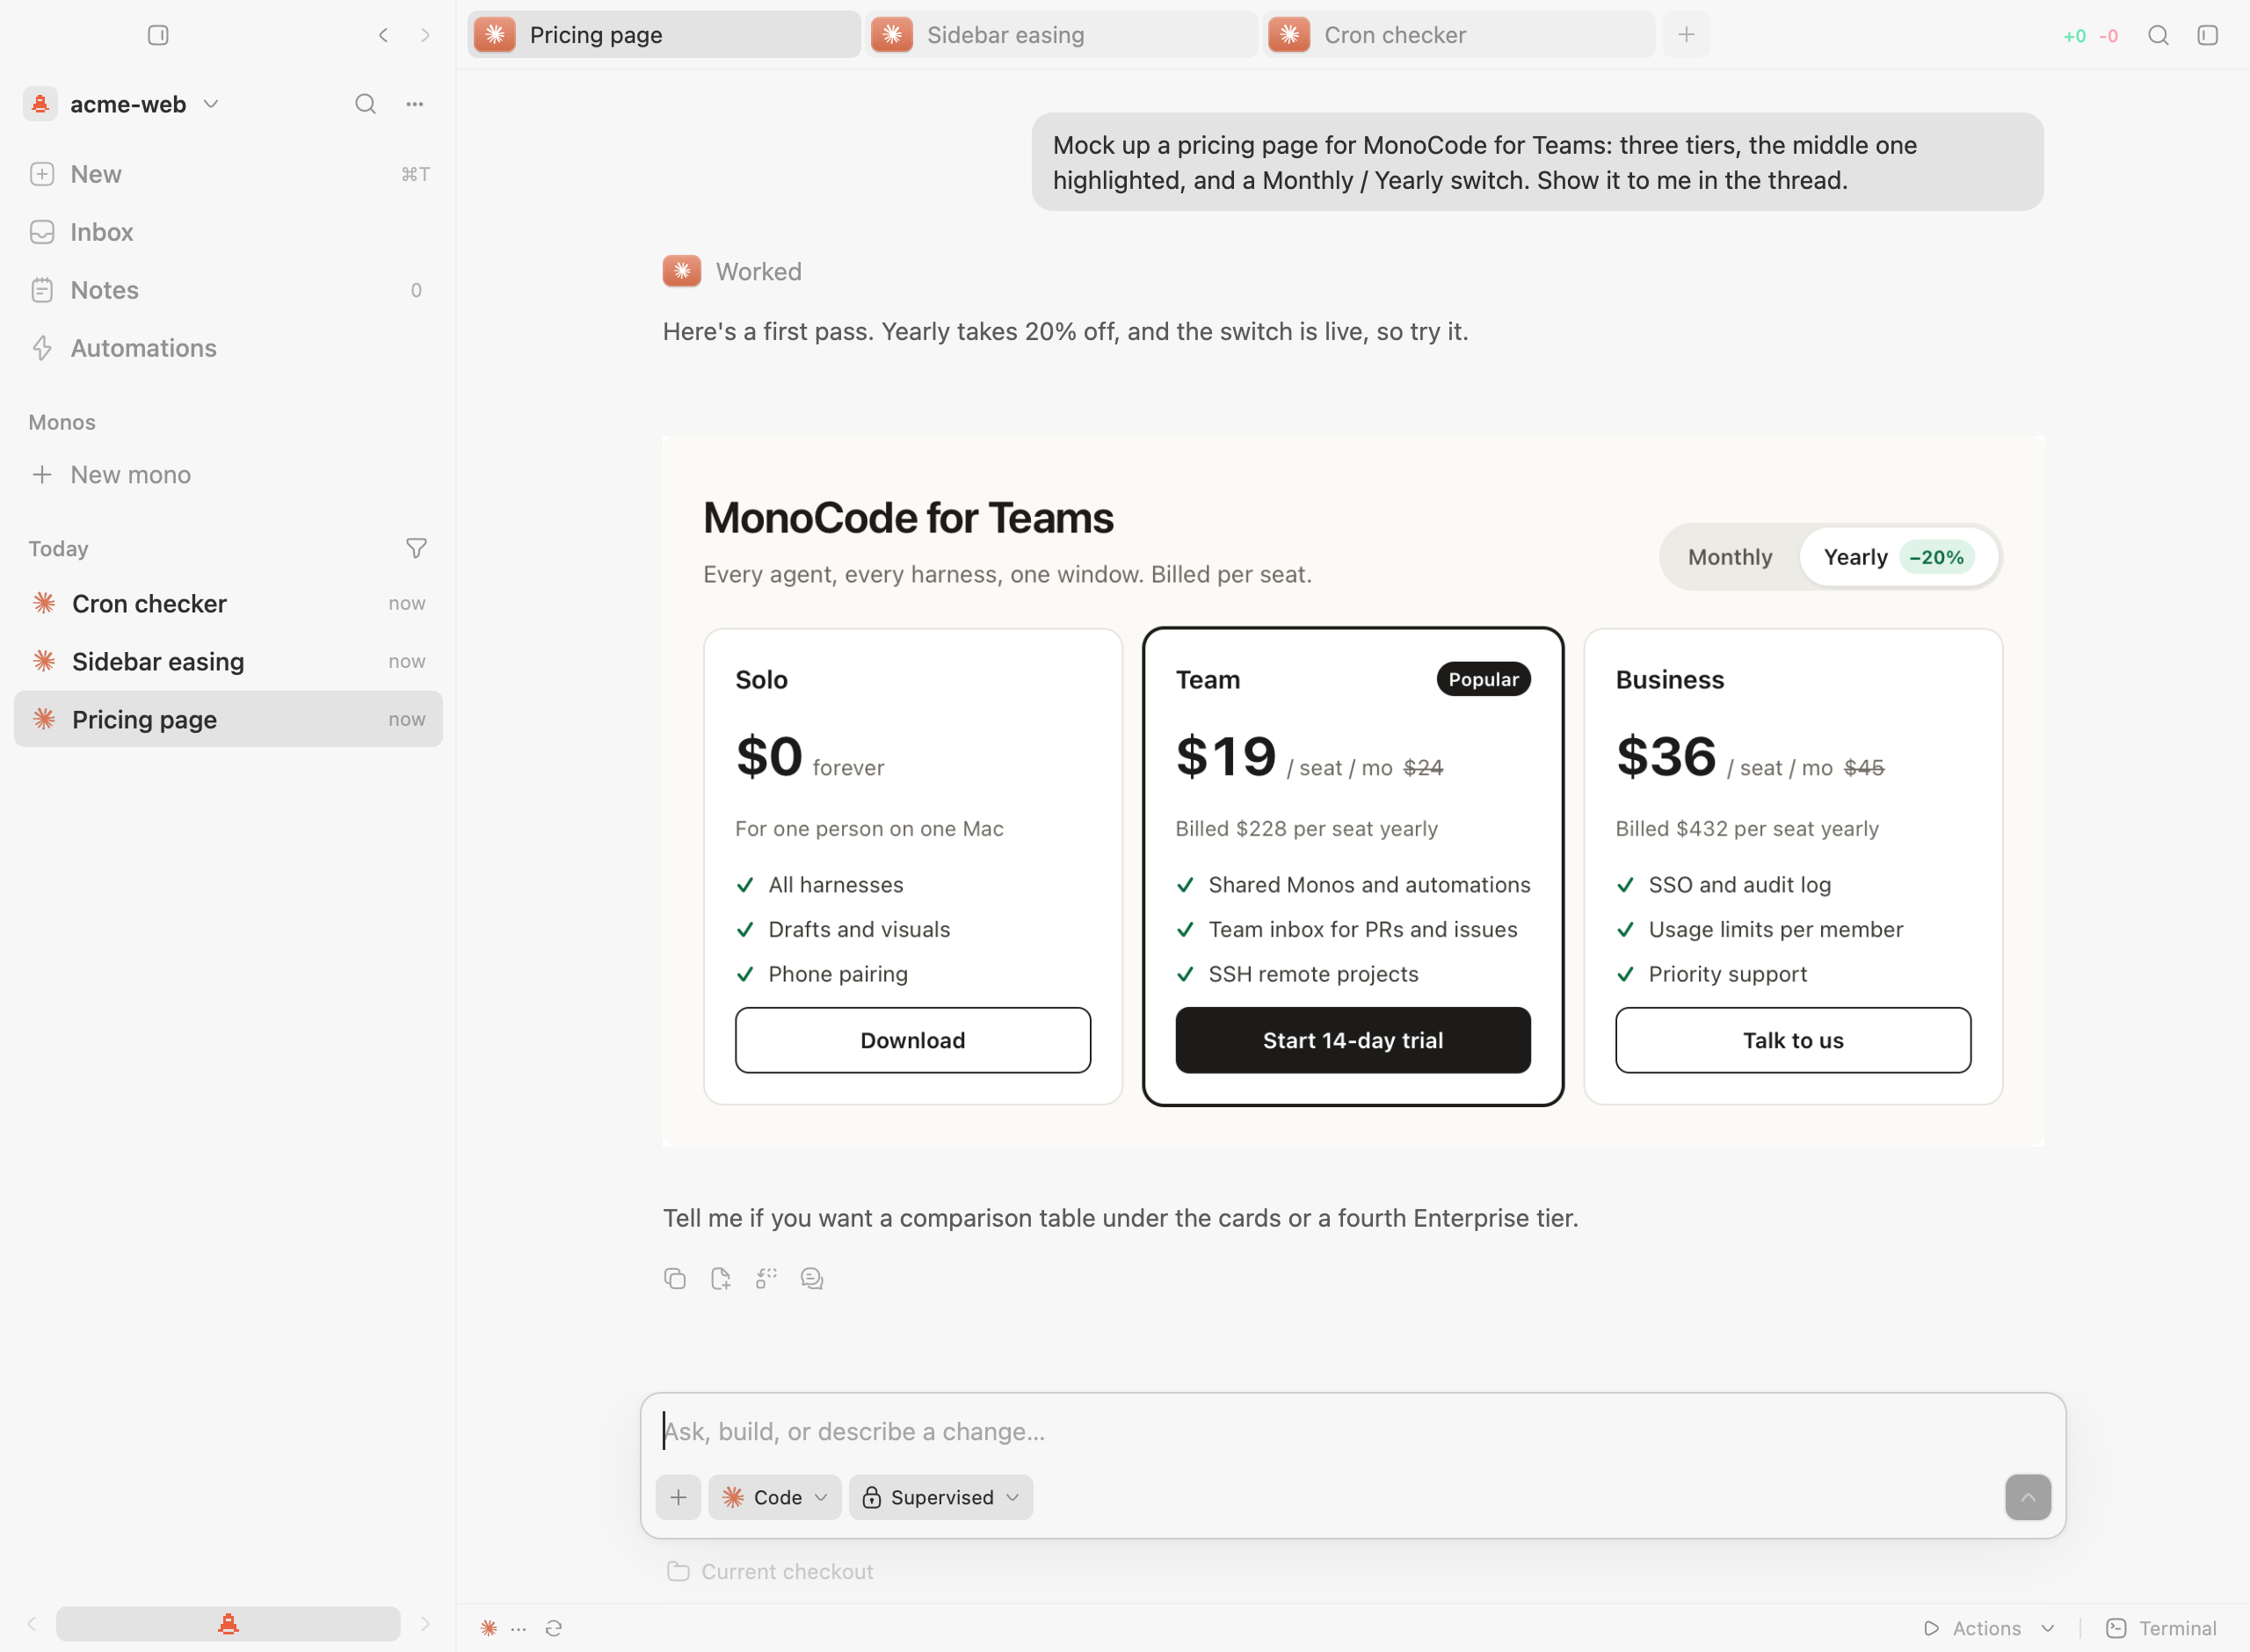 Pricing page
Sidebar easing
Cron checker
+0 -0
acme-web
New ⌘T
Inbox
Notes 0
Automations
Monos
New mono
Today
Cron checker now
Sidebar easing now
Pricing page now
Mock up a pricing page for MonoCode for Teams: three tiers, the middle one
highlighted, and a Monthly / Yearly switch. Show it to me in the thread.
Worked
Here's a first pass. Yearly takes 20% off, and the switch is live, so try it.
MonoCode for Teams
Every agent, every harness, one window. Billed per seat.
Monthly
Yearly −20%
Solo
$0 forever
For one person on one Mac
All harnesses
Drafts and visuals
Phone pairing
Download
Team
Popular
$19 / seat / mo $24
Billed $228 per seat yearly
Shared Monos and automations
Team inbox for PRs and issues
SSH remote projects
Start 14-day trial
Business
$36 / seat / mo $45
Billed $432 per seat yearly
SSO and audit log
Usage limits per member
Priority support
Talk to us
Tell me if you want a comparison table under the cards or a fourth Enterprise tier.
Ask, build, or describe a change...
Code
Supervised
Current checkout
Actions
Terminal